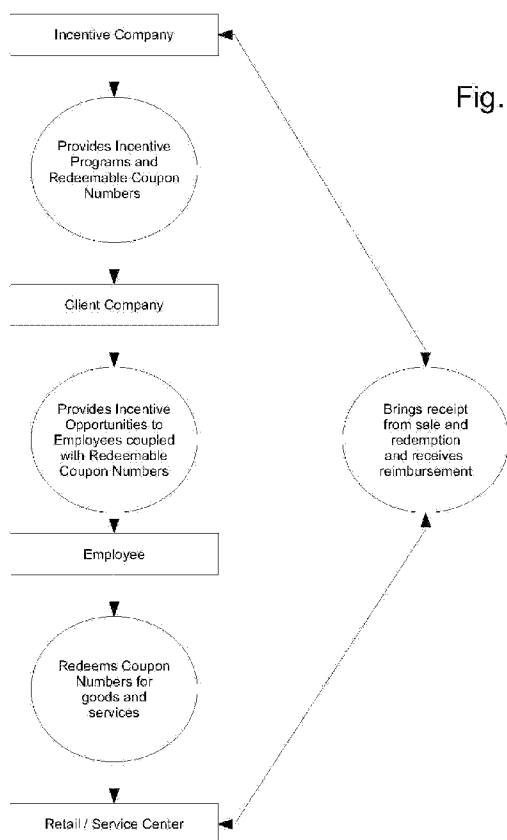 Incentive Company
Fig.
Provides Incentive
Programs and
Redeemable Coupon
Numbers
Client Company
Provides Incentive
Opportunities to
Employees coupled
with Redeemable
Coupon Numbers
Brings receipt
from sale and
redemption
and receives
reimbursement
Employee
Redeems Coupon
Numbers for
goods and
services
Retail / Service Center